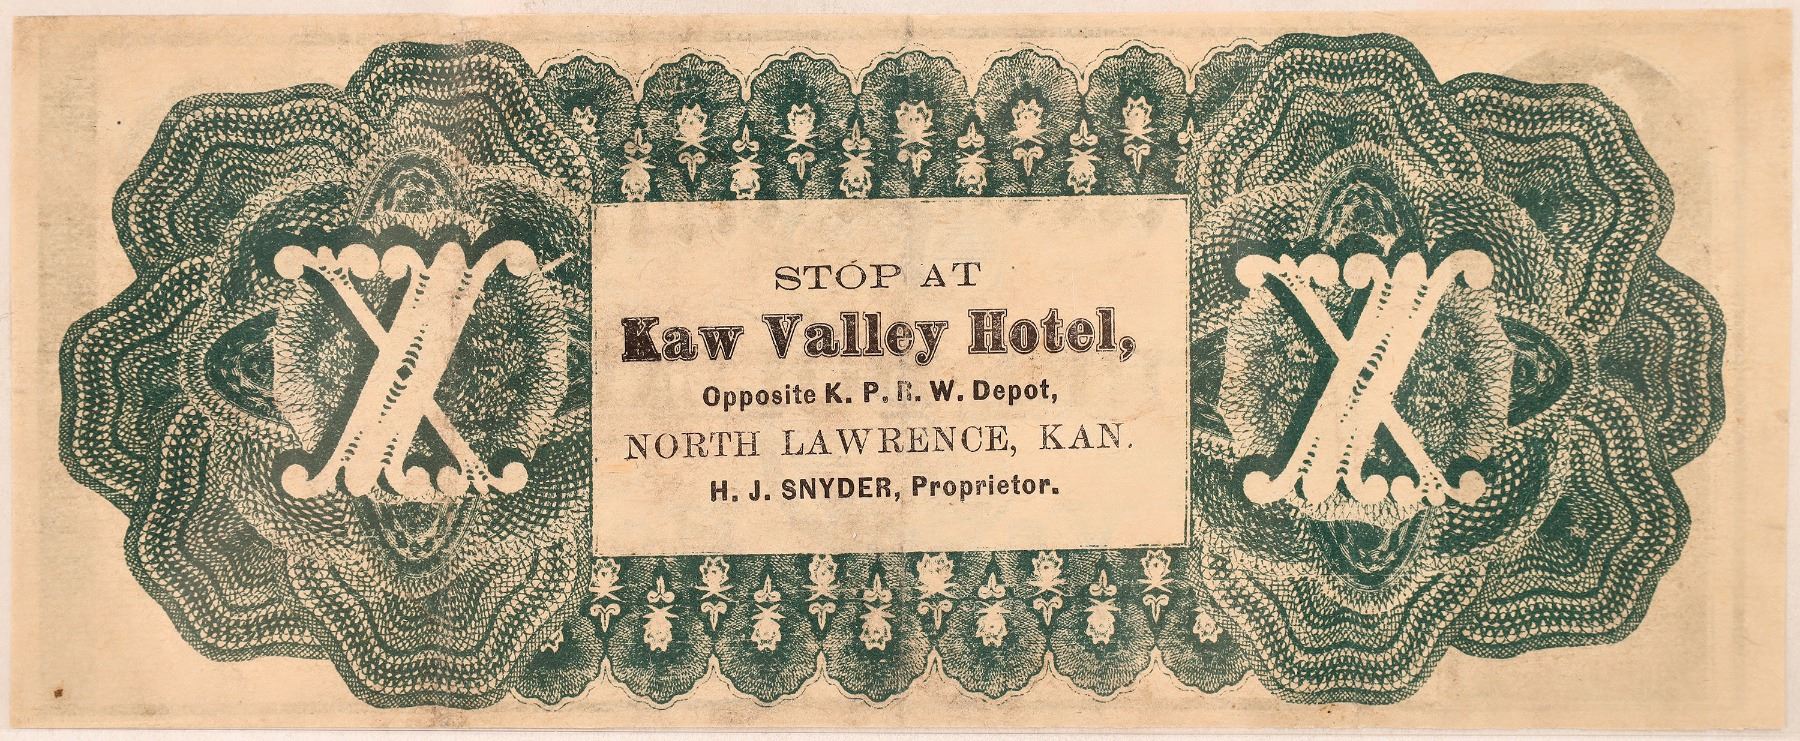 X
STOP AT
Kaw Valley Hotel,
Opposite K. P. R. W. Depot,
NORTH LAWRENCE, KAN.
H. J. SNYDER, Proprietor.
X